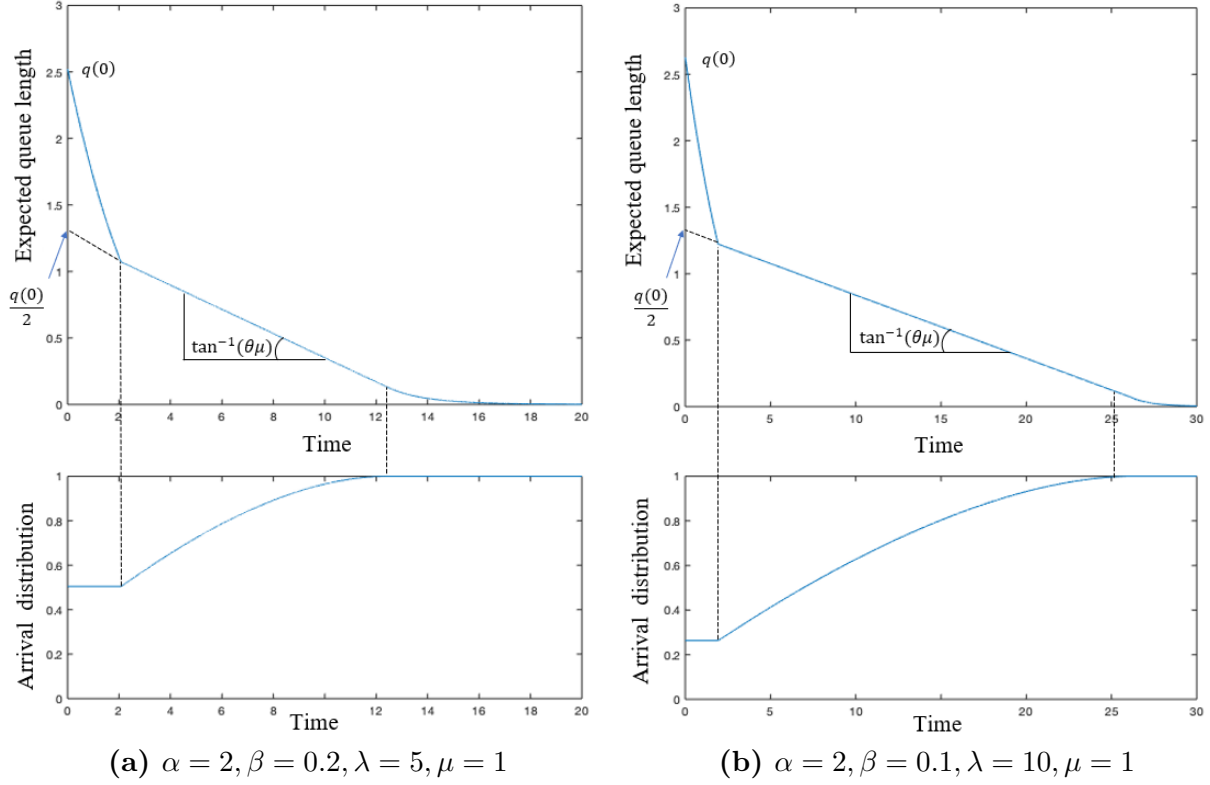 3
2.5
2
1.5
1
0.5
0
q(0)
q(0)
2
tan⁻¹(θμ)
Expected queue length
0 2 4 6 8 10 12 14 16 18 20
Time
1
0.8
0.6
0.4
0.2
0
Arrival distribution
0 2 4 6 8 10 12 14 16 18 20
Time
(a) α = 2, β = 0.2, λ = 5, μ = 1
3
2.5
2
1.5
1
0.5
0
q(0)
q(0)
2
tan⁻¹(θμ)
Expected queue length
0 5 10 15 20 25 30
Time
1
0.8
0.6
0.4
0.2
0
Arrival distribution
0 5 10 15 20 25 30
Time
(b) α = 2, β = 0.1, λ = 10, μ = 1